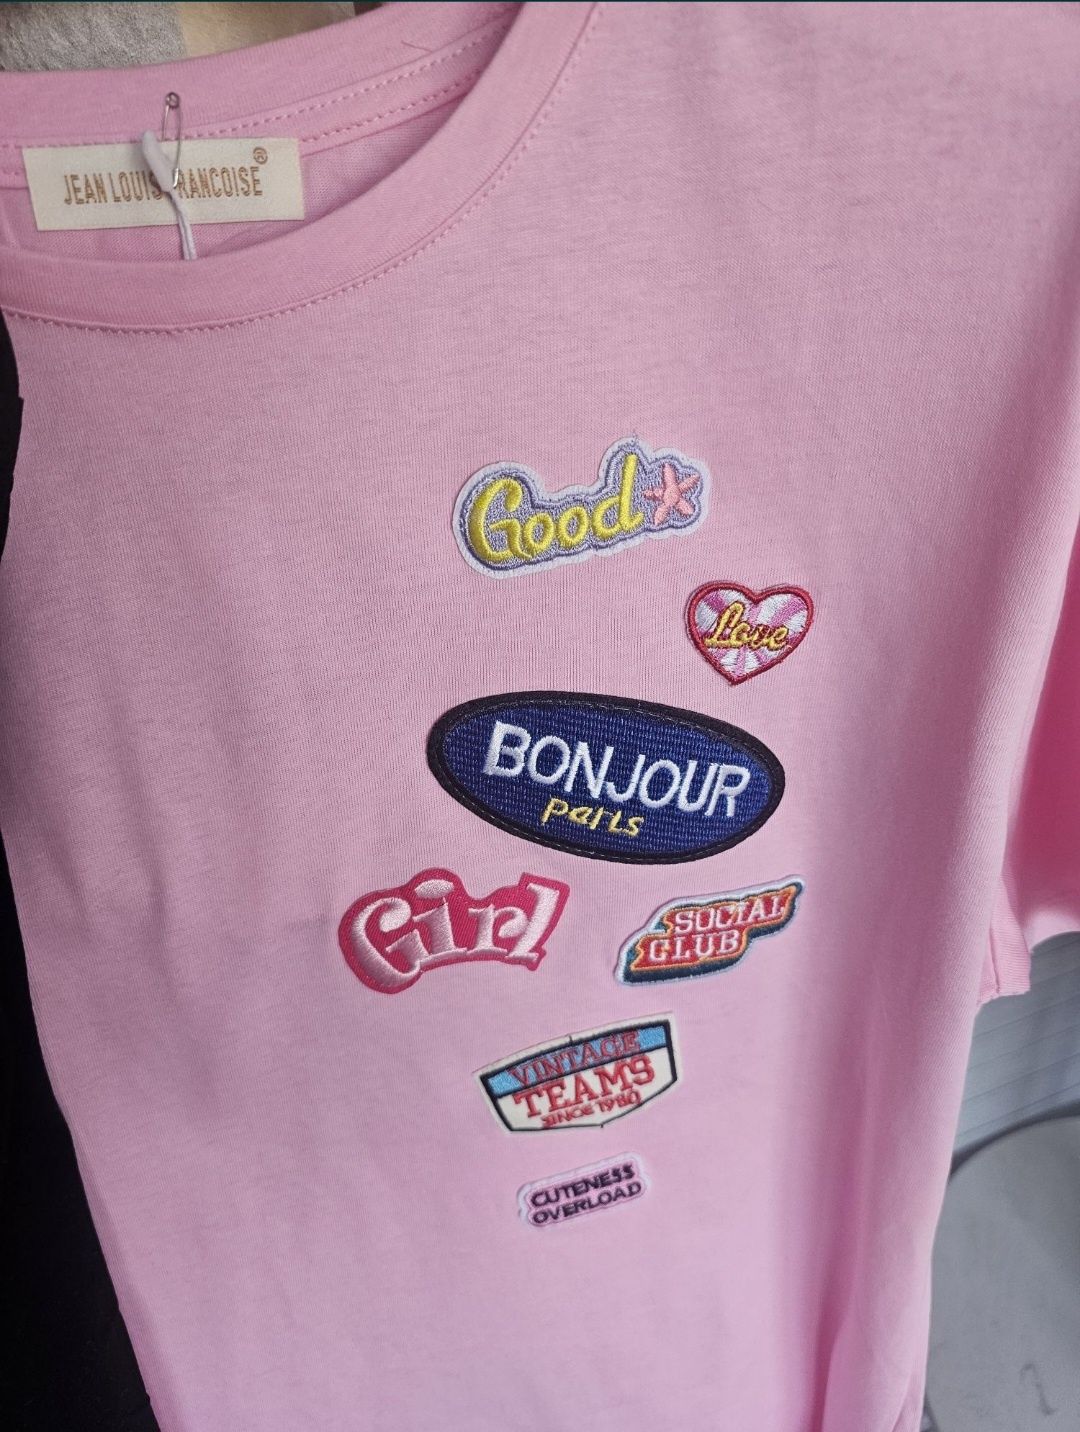 JEAN LOUIS FRANCOISE ®
Good
Love
BONJOUR
paris
Girl
SOCIAL
CLUB
VINTAGE
TEAMS
SINCE 1980
CUTENESS
OVERLOAD